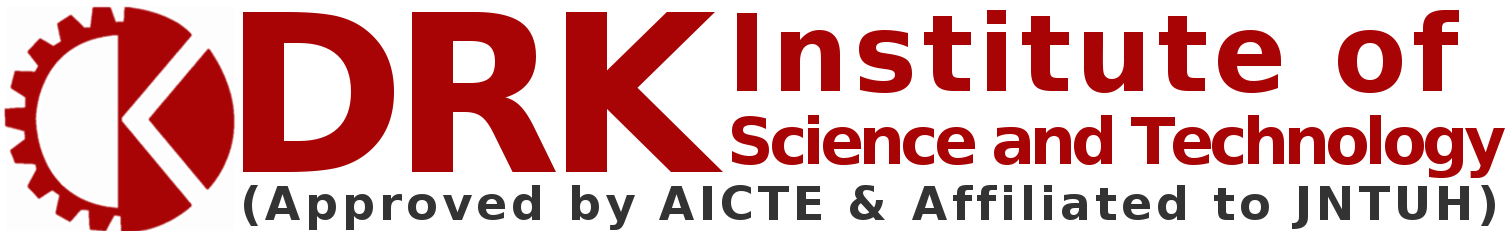 DRK Institute of
Science and Technology
(Approved by AICTE & Affiliated to JNTUH)